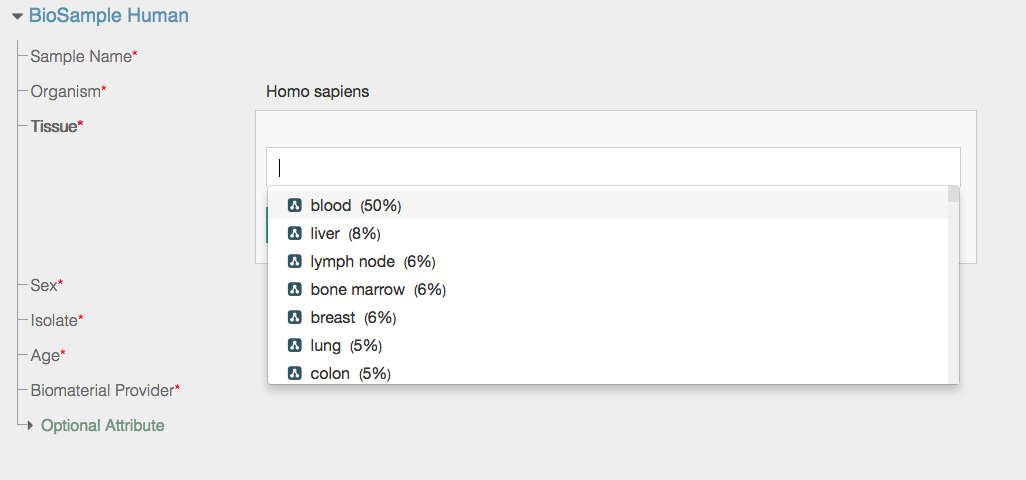 BioSample Human
Sample Name*
Organism* Homo sapiens
Tissue*
blood (50%)
liver (8%)
lymph node (6%)
bone marrow (6%)
breast (6%)
lung (5%)
colon (5%)
Sex*
Isolate*
Age*
Biomaterial Provider*
Optional Attribute